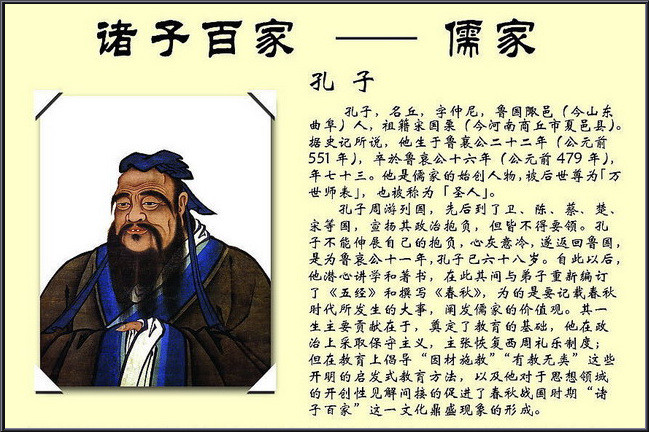 诸子百家 —— 儒家
孔 子
孔子，名丘，字仲尼，鲁国陬邑（今山东
曲阜）人，祖籍宋国栗（今河南商丘市夏邑县）。
据史记所说，他生于鲁襄公二十二年（公元前
551 年），卒於鲁哀公十六年（公元前 479 年），
年七十三。他是儒家的始创人物，被后世尊为「万
世师表」，也被称为「圣人」。
孔子周游列国，先后到了卫、陈、蔡、楚、
宋等国，宣扬其政治抱负，但皆不得要领。孔
子不能伸展自己的抱负，心灰意冷，遂返回鲁国，
是为鲁哀公十一年，孔子已六十八岁。自此以后，
他潜心讲学和著书，在此其间与弟子重新编订
了《五经》和撰写《春秋》，为的是要记载春秋
时代所发生的大事，阐发儒家的价值观。其一
生主要贡献在于，奠定了教育的基础，他在政
治上采取保守主义，主张恢复西周礼乐制度；
但在教育上倡导“因材施教”“有教无类”这些
开明的启发式教育方法，以及他对于思想领域
的开创性见解间接的促进了春秋战国时期“诸
子百家”这一文化鼎盛现象的形成。